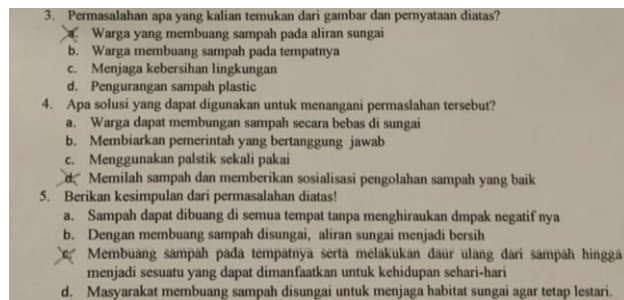 3. Permasalahan apa yang kalian temukan dari gambar dan pernyataan diatas?
a. Warga yang membuang sampah pada aliran sungai
b. Warga membuang sampah pada tempatnya
c. Menjaga kebersihan lingkungan
d. Pengurangan sampah plastic
4. Apa solusi yang dapat digunakan untuk menangani permaslahan tersebut?
a. Warga dapat membungan sampah secara bebas di sungai
b. Membiarkan pemerintah yang bertanggung jawab
c. Menggunakan palstik sekali pakai
d. Memilah sampah dan memberikan sosialisasi pengolahan sampah yang baik
5. Berikan kesimpulan dari permasalahan diatas!
a. Sampah dapat dibuang di semua tempat tanpa menghiraukan dmpak negatif nya
b. Dengan membuang sampah disungai, aliran sungai menjadi bersih
c. Membuang sampah pada tempatnya serta melakukan daur ulang dari sampah hingga
menjadi sesuatu yang dapat dimanfaatkan untuk kehidupan sehari-hari
d. Masyarakat membuang sampah disungai untuk menjaga habitat sungai agar tetap lestari.